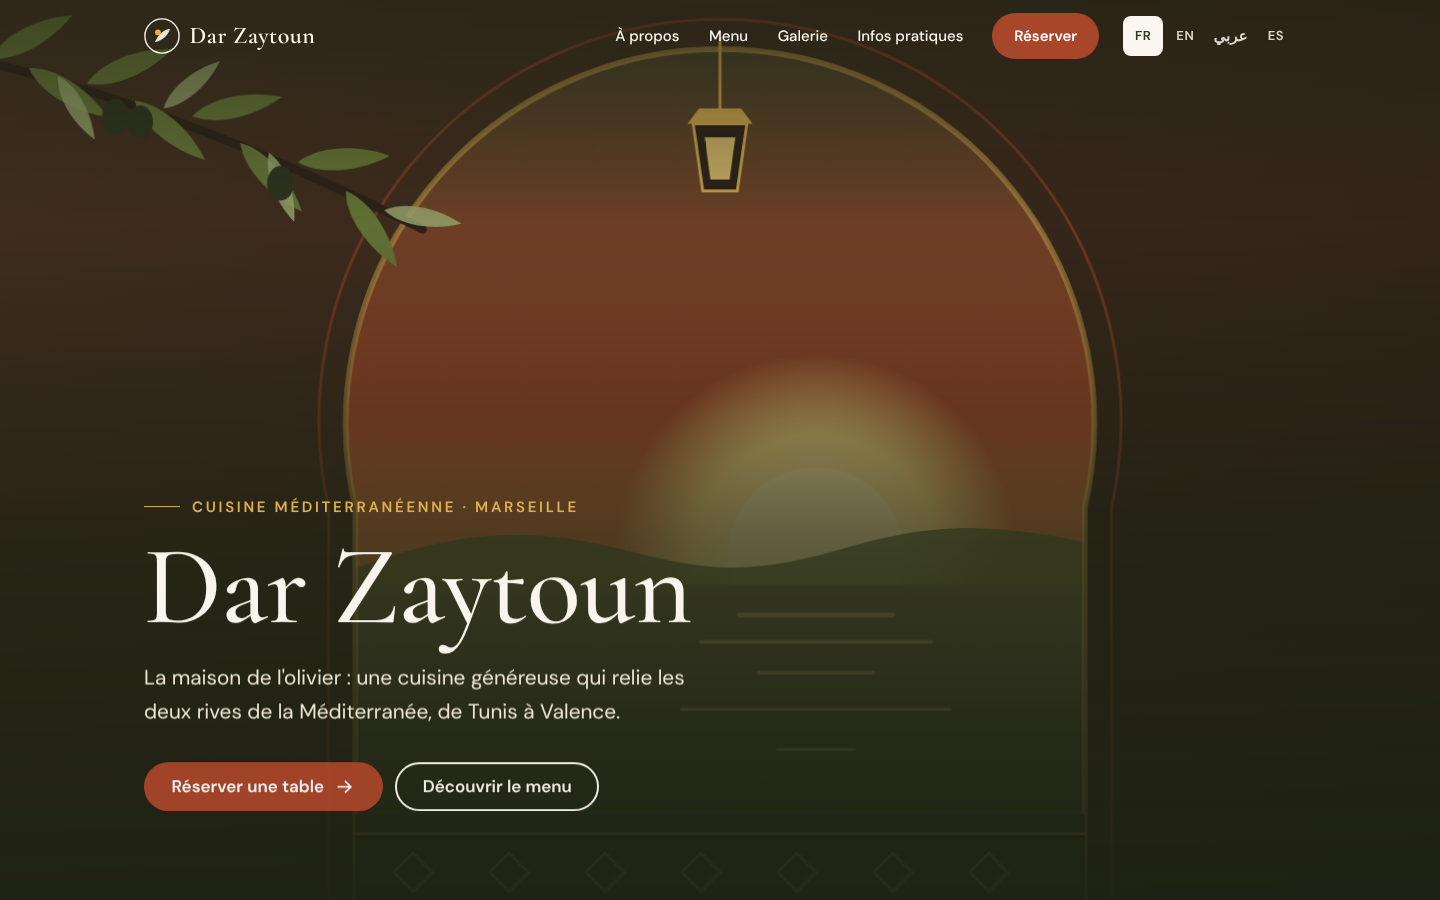 Dar Zaytoun
À propos
Menu
Galerie
Infos pratiques
Réserver
FR
EN
عربي
ES
CUISINE MÉDITERRANÉENNE · MARSEILLE
Dar Zaytoun
La maison de l'olivier : une cuisine généreuse qui relie les
deux rives de la Méditerranée, de Tunis à Valence.
Réserver une table →
Découvrir le menu